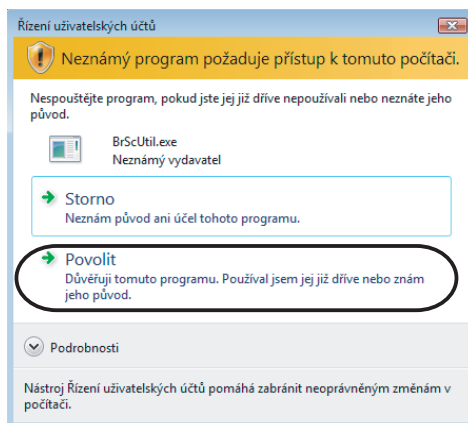 Řízení uživatelských účtů
Neznámý program požaduje přístup k tomuto počítači.
Nespouštějte program, pokud jste jej již dříve nepoužívali nebo neznáte jeho
původ.
BrScUtil.exe
Neznámý vydavatel
Storno
Neznám původ ani účel tohoto programu.
Povolit
Důvěřuji tomuto programu. Používal jsem jej již dříve nebo znám
jeho původ.
Podrobnosti
Nástroj Řízení uživatelských účtů pomáhá zabránit neoprávněným změnám v
počítači.